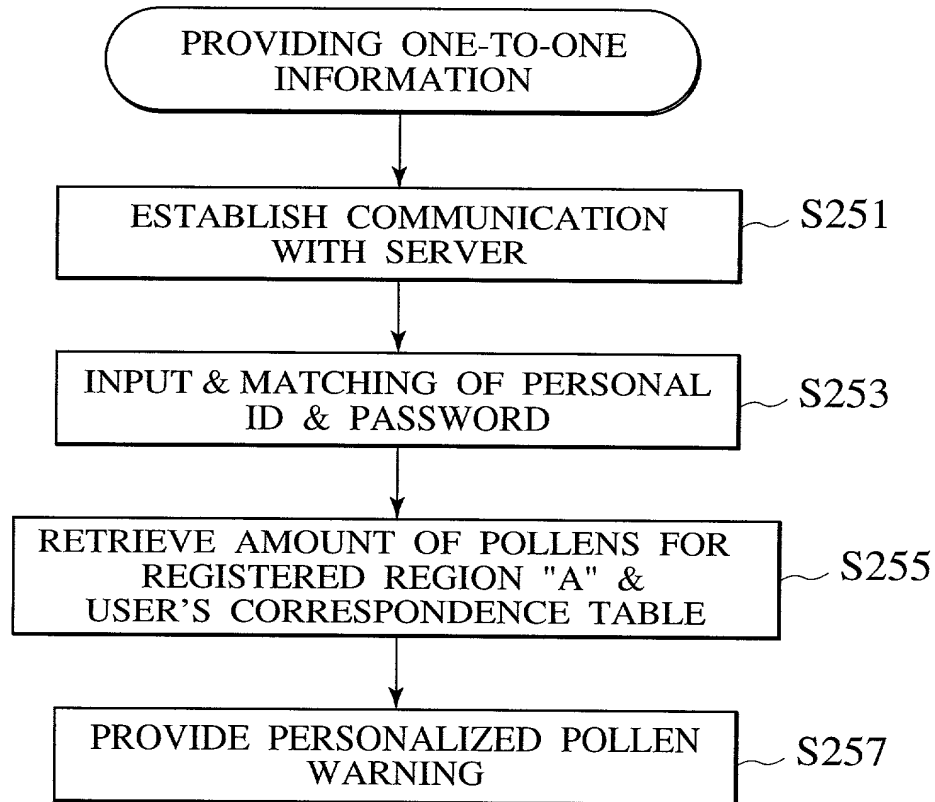 PROVIDING ONE-TO-ONE
INFORMATION
ESTABLISH COMMUNICATION
WITH SERVER
S251
INPUT & MATCHING OF PERSONAL
ID & PASSWORD
S253
RETRIEVE AMOUNT OF POLLENS FOR
REGISTERED REGION "A" &
USER'S CORRESPONDENCE TABLE
S255
PROVIDE PERSONALIZED POLLEN
WARNING
S257